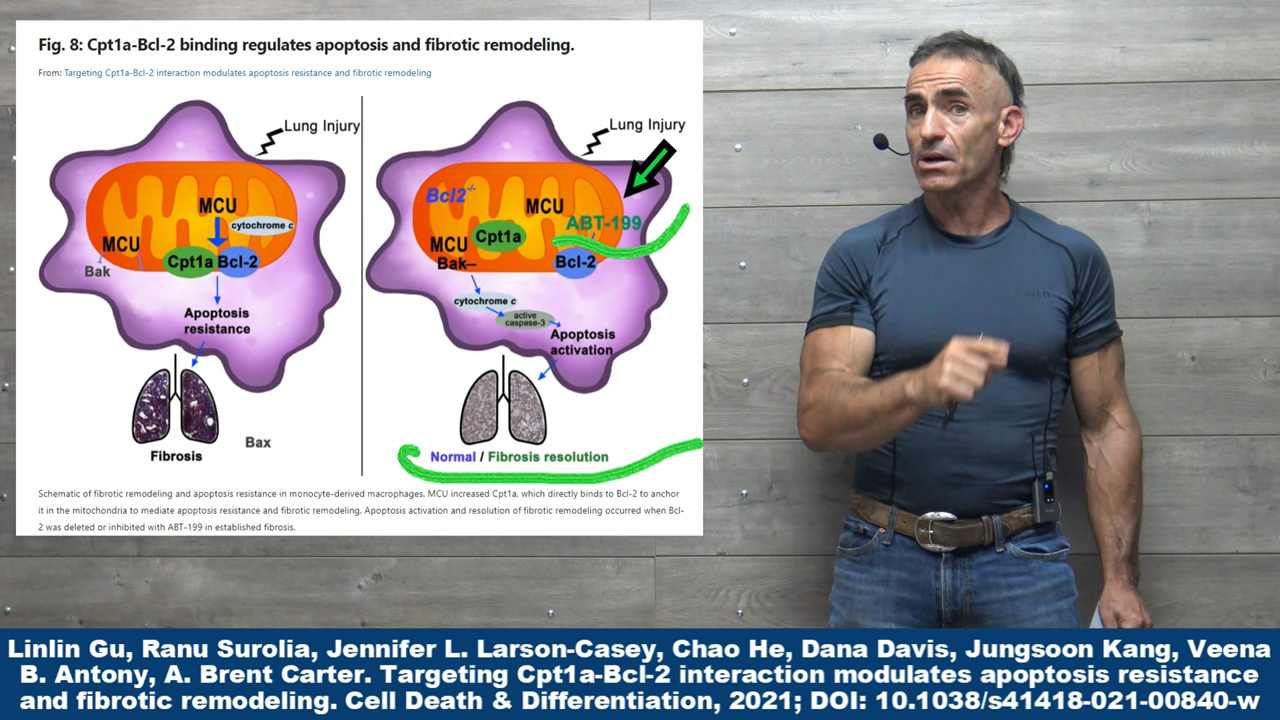 Fig. 8: Cpt1a-Bcl-2 binding regulates apoptosis and fibrotic remodeling.
From: Targeting Cpt1a-Bcl-2 interaction modulates apoptosis resistance and fibrotic remodeling
Lung Injury
MCU
cytochrome c
MCU
Bak
Cpt1a
Bcl-2
Apoptosis
resistance
Fibrosis
Bax
Lung Injury
Bcl2-/-
MCU
ABT-199
Cpt1a
MCU
Bak
Bcl-2
cytochrome c
active
caspase-3
Apoptosis
activation
Normal / Fibrosis resolution
Schematic of fibrotic remodeling and apoptosis resistance in monocyte-derived macrophages. MCU increased Cpt1a, which directly binds to Bcl-2 to anchor
it in the mitochondria to mediate apoptosis resistance and fibrotic remodeling. Apoptosis activation and resolution of fibrotic remodeling occurred when Bcl-
2 was deleted or inhibited with ABT-199 in established fibrosis.
Linlin Gu, Ranu Surolia, Jennifer L. Larson-Casey, Chao He, Dana Davis, Jungsoon Kang, Veena
B. Antony, A. Brent Carter. Targeting Cpt1a-Bcl-2 interaction modulates apoptosis resistance
and fibrotic remodeling. Cell Death & Differentiation, 2021; DOI: 10.1038/s41418-021-00840-w